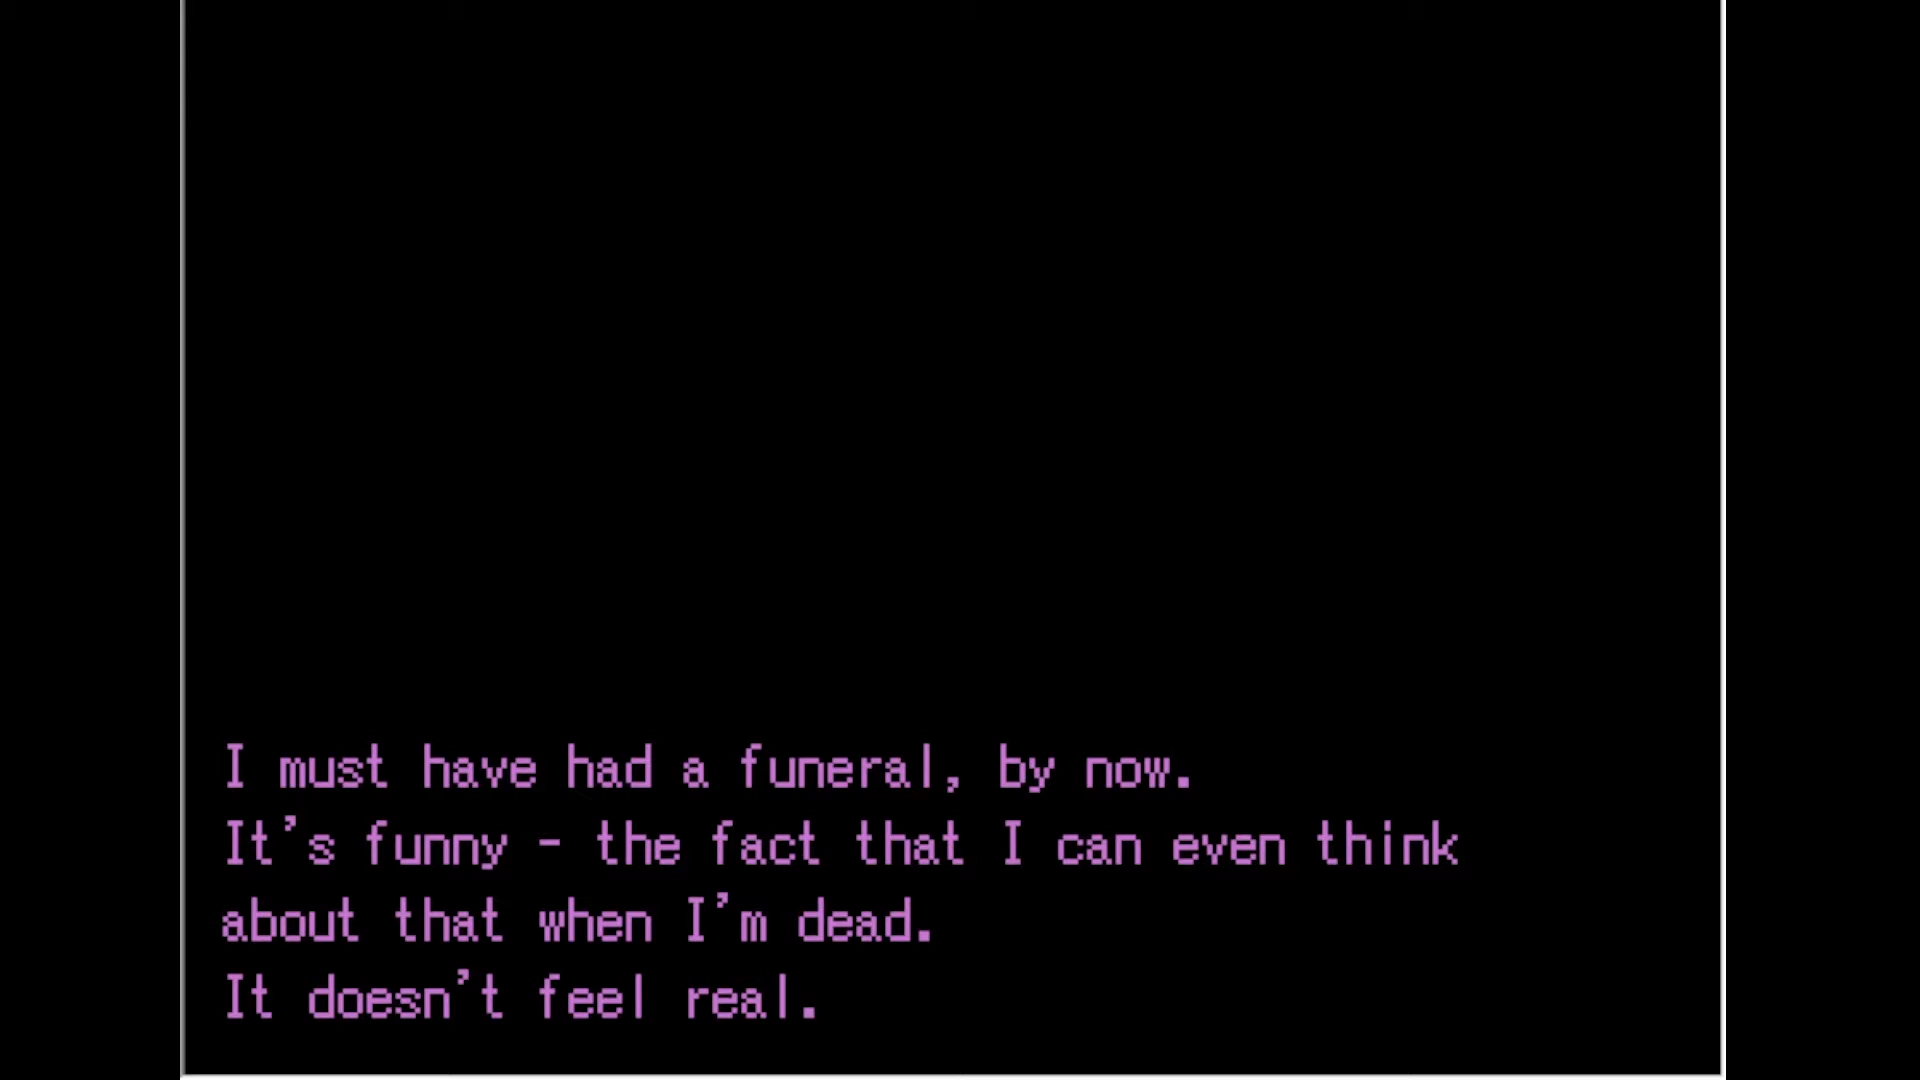 I must have had a funeral, by now.
It's funny - the fact that I can even think
about that when I'm dead.
It doesn't feel real.